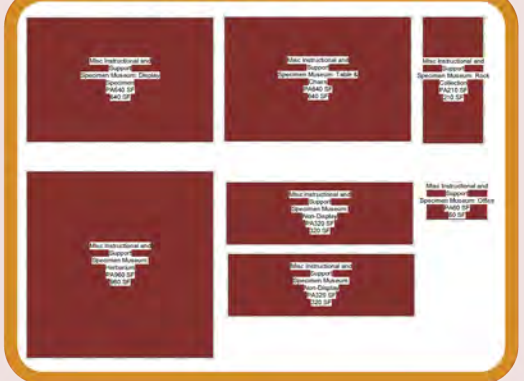 Misc Instructional and
Support
Specimen Museum: Display
Specimen
PA640 SF
640 SF
Misc Instructional and
Support
Specimen Museum: Table &
Chairs
PA640 SF
640 SF
Misc Instructional and
Support
Specimen Museum: Rock
Collection
PA210 SF
210 SF
Misc Instructional and
Support
Specimen Museum:
Herbarium
PA960 SF
960 SF
Misc Instructional and
Support
Specimen Museum:
Non-Display
PA320 SF
320 SF
Misc Instructional and
Support
Specimen Museum:
Non-Display
PA320 SF
320 SF
Misc Instructional and
Support
Specimen Museum: Office
PA60 SF
60 SF